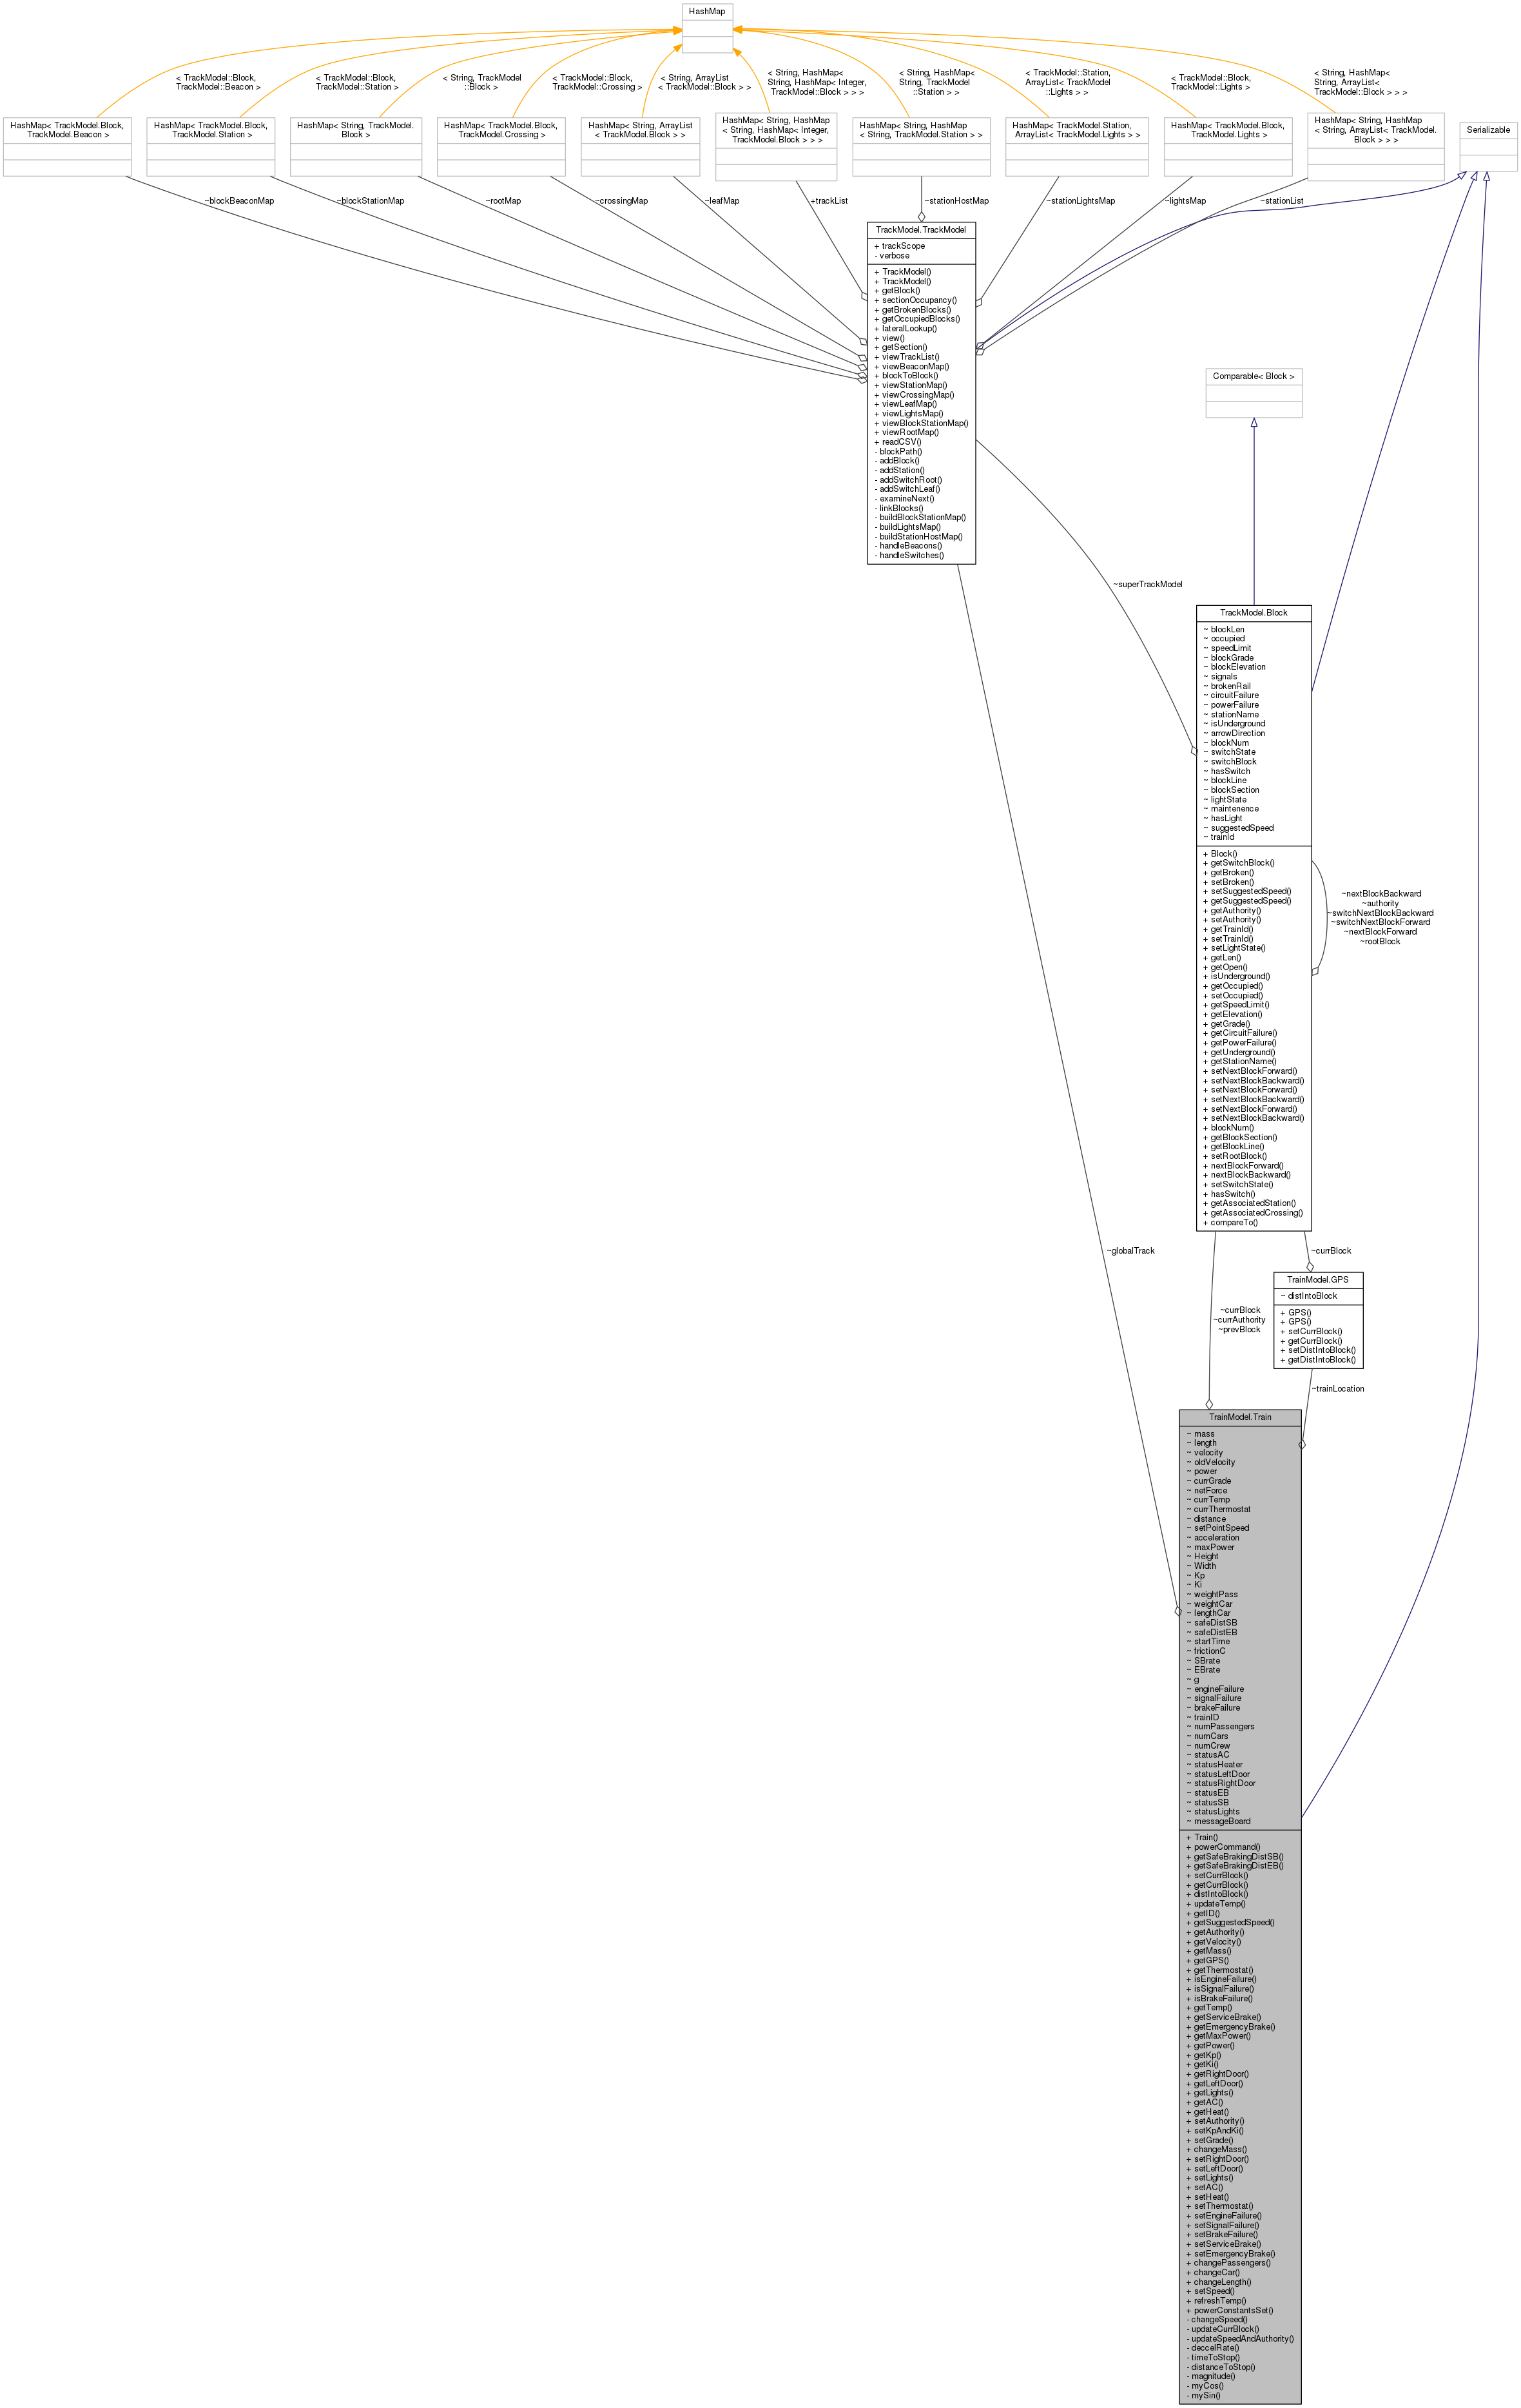 HashMap
< TrackModel::Block,
TrackModel::Beacon >
< TrackModel::Block,
TrackModel::Station >
< String, TrackModel
::Block >
< TrackModel::Block,
TrackModel::Crossing >
< String, ArrayList
< TrackModel::Block > >
< String, HashMap<
String, HashMap< Integer,
TrackModel::Block > > >
< String, HashMap<
String, TrackModel
::Station > >
< TrackModel::Station,
ArrayList< TrackModel
::Lights > >
< TrackModel::Block,
TrackModel::Lights >
< String, HashMap<
String, ArrayList<
TrackModel::Block > > >
HashMap< TrackModel.Block,
TrackModel.Beacon >
HashMap< TrackModel.Block,
TrackModel.Station >
HashMap< String, TrackModel.
Block >
HashMap< TrackModel.Block,
TrackModel.Crossing >
HashMap< String, ArrayList
< TrackModel.Block > >
HashMap< String, HashMap
< String, HashMap< Integer,
TrackModel.Block > > >
HashMap< String, HashMap
< String, TrackModel.Station > >
HashMap< TrackModel.Station,
ArrayList< TrackModel.Lights > >
HashMap< TrackModel.Block,
TrackModel.Lights >
HashMap< String, HashMap
< String, ArrayList< TrackModel.
Block > > >
Serializable
~blockBeaconMap
~blockStationMap
~rootMap
~crossingMap
~leafMap
+trackList
~stationHostMap
~stationLightsMap
~lightsMap
~stationList
TrackModel.TrackModel
+ trackScope
- verbose
+ TrackModel()
+ TrackModel()
+ getBlock()
+ sectionOccupancy()
+ getBrokenBlocks()
+ getOccupiedBlocks()
+ lateralLookup()
+ view()
+ getSection()
+ viewTrackList()
+ viewBeaconMap()
+ blockToBlock()
+ viewStationMap()
+ viewCrossingMap()
+ viewLeafMap()
+ viewLightsMap()
+ viewBlockStationMap()
+ viewRootMap()
+ readCSV()
- blockPath()
- addBlock()
- addStation()
- addSwitchRoot()
- addSwitchLeaf()
- examineNext()
- linkBlocks()
- buildBlockStationMap()
- buildLightsMap()
- buildStationHostMap()
- handleBeacons()
- handleSwitches()
Comparable< Block >
~superTrackModel
TrackModel.Block
~ blockLen
~ occupied
~ speedLimit
~ blockGrade
~ blockElevation
~ signals
~ brokenRail
~ circuitFailure
~ powerFailure
~ stationName
~ isUnderground
~ arrowDirection
~ blockNum
~ switchState
~ switchBlock
~ hasSwitch
~ blockLine
~ blockSection
~ lightState
~ maintenence
~ hasLight
~ suggestedSpeed
~ trainId
+ Block()
+ getSwitchBlock()
+ getBroken()
+ setBroken()
+ setSuggestedSpeed()
+ getSuggestedSpeed()
+ getAuthority()
+ setAuthority()
+ getTrainId()
+ setTrainId()
+ setLightState()
+ getLen()
+ getOpen()
+ isUnderground()
+ getOccupied()
+ setOccupied()
+ getSpeedLimit()
+ getElevation()
+ getGrade()
+ getCircuitFailure()
+ getPowerFailure()
+ getUnderground()
+ getStationName()
+ setNextBlockForward()
+ setNextBlockBackward()
+ setNextBlockForward()
+ setNextBlockBackward()
+ setNextBlockForward()
+ setNextBlockBackward()
+ blockNum()
+ getBlockSection()
+ getBlockLine()
+ setRootBlock()
+ nextBlockForward()
+ nextBlockBackward()
+ setSwitchState()
+ hasSwitch()
+ getAssociatedStation()
+ getAssociatedCrossing()
+ compareTo()
~nextBlockBackward
~authority
~switchNextBlockBackward
~switchNextBlockForward
~nextBlockForward
~rootBlock
~globalTrack
~currBlock
TrainModel.GPS
~ distIntoBlock
+ GPS()
+ GPS()
+ setCurrBlock()
+ getCurrBlock()
+ setDistIntoBlock()
+ getDistIntoBlock()
~currBlock
~currAuthority
~prevBlock
~trainLocation
TrainModel.Train
~ mass
~ length
~ velocity
~ oldVelocity
~ power
~ currGrade
~ netForce
~ currTemp
~ currThermostat
~ distance
~ setPointSpeed
~ acceleration
~ maxPower
~ Height
~ Width
~ Kp
~ Ki
~ weightPass
~ weightCar
~ lengthCar
~ safeDistSB
~ safeDistEB
~ startTime
~ frictionC
~ SBrate
~ EBrate
~ g
~ engineFailure
~ signalFailure
~ brakeFailure
~ trainID
~ numPassengers
~ numCars
~ numCrew
~ statusAC
~ statusHeater
~ statusLeftDoor
~ statusRightDoor
~ statusEB
~ statusSB
~ statusLights
~ messageBoard
+ Train()
+ powerCommand()
+ getSafeBrakingDistSB()
+ getSafeBrakingDistEB()
+ setCurrBlock()
+ getCurrBlock()
+ distIntoBlock()
+ updateTemp()
+ getID()
+ getSuggestedSpeed()
+ getAuthority()
+ getVelocity()
+ getMass()
+ getGPS()
+ getThermostat()
+ isEngineFailure()
+ isSignalFailure()
+ isBrakeFailure()
+ getTemp()
+ getServiceBrake()
+ getEmergencyBrake()
+ getMaxPower()
+ getPower()
+ getKp()
+ getKi()
+ getRightDoor()
+ getLeftDoor()
+ getLights()
+ getAC()
+ getHeat()
+ setAuthority()
+ setKpAndKi()
+ setGrade()
+ changeMass()
+ setRightDoor()
+ setLeftDoor()
+ setLights()
+ setAC()
+ setHeat()
+ setThermostat()
+ setEngineFailure()
+ setSignalFailure()
+ setBrakeFailure()
+ setServiceBrake()
+ setEmergencyBrake()
+ changePassengers()
+ changeCar()
+ changeLength()
+ setSpeed()
+ refreshTemp()
+ powerConstantsSet()
- changeSpeed()
- updateCurrBlock()
- updateSpeedAndAuthority()
- deccelRate()
- timeToStop()
- distanceToStop()
- magnitude()
- myCos()
- mySin()